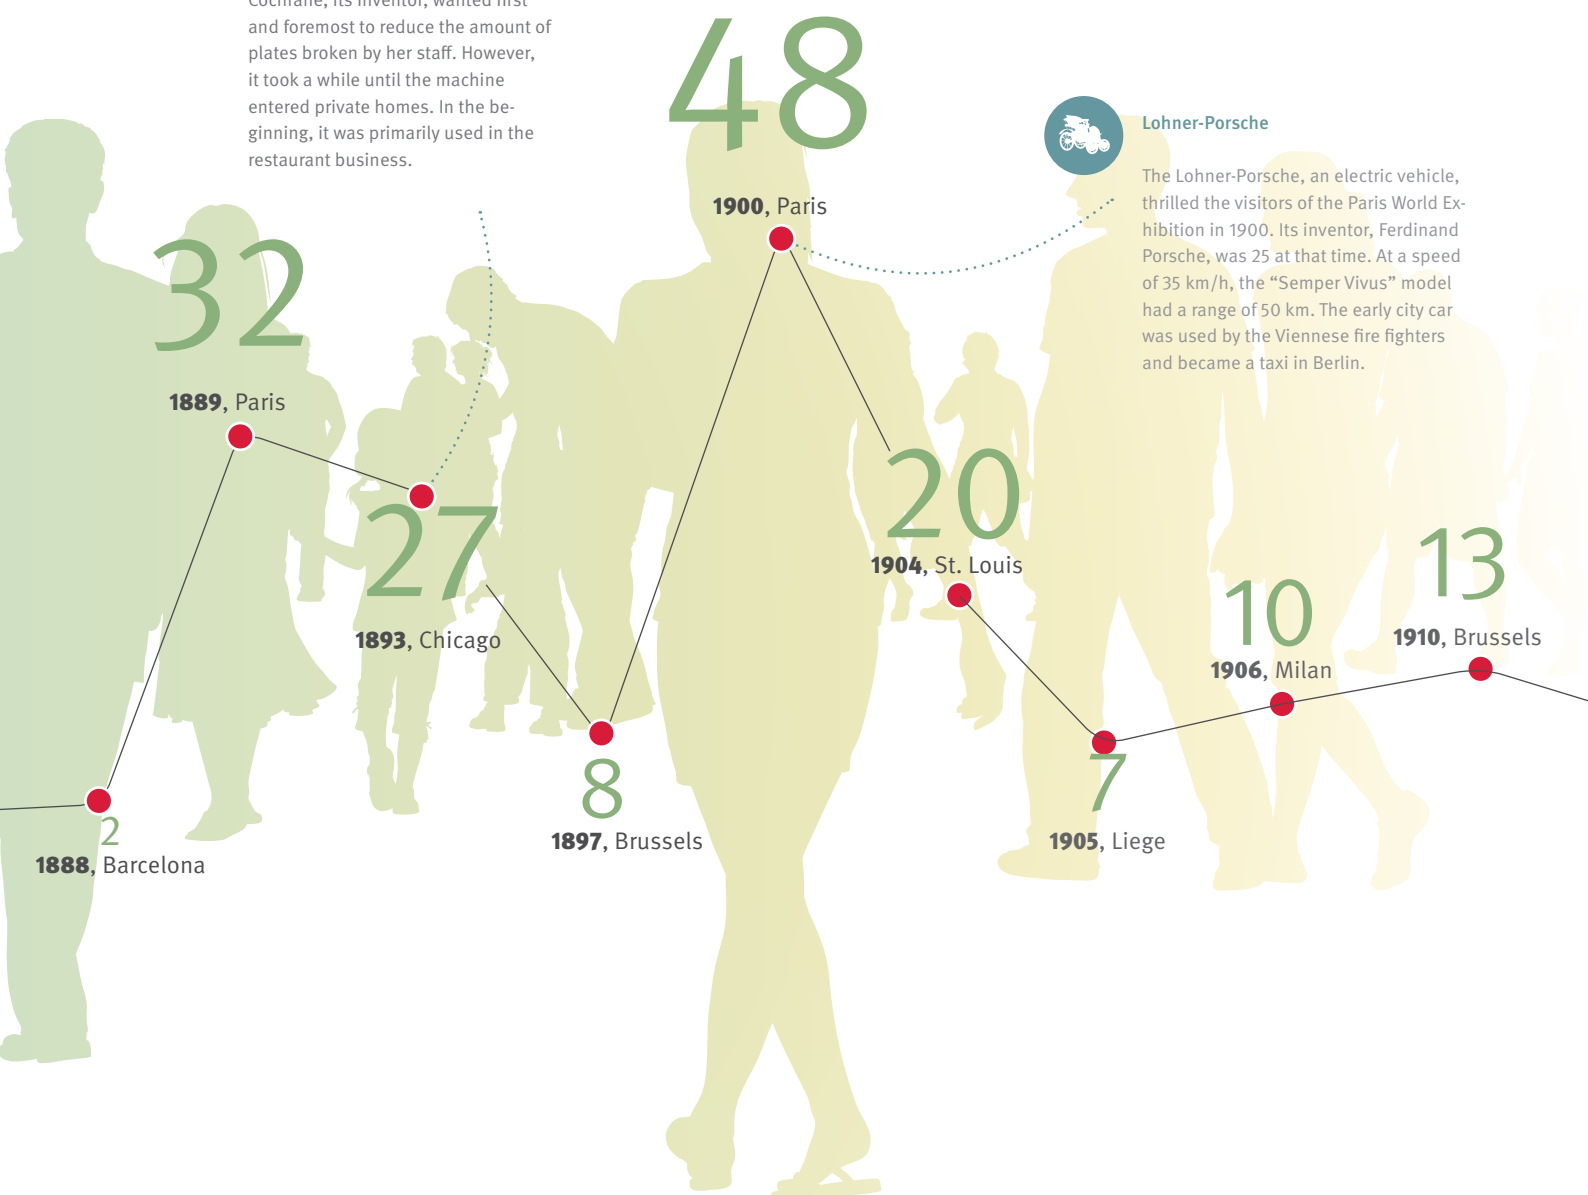 Cochrane, its inventor, wanted first
and foremost to reduce the amount of
plates broken by her staff. However,
it took a while until the machine
entered private homes. In the be-
ginning, it was primarily used in the
restaurant business.
48
1900, Paris
Lohner-Porsche
The Lohner-Porsche, an electric vehicle,
thrilled the visitors of the Paris World Ex-
hibition in 1900. Its inventor, Ferdinand
Porsche, was 25 at that time. At a speed
of 35 km/h, the “Semper Vivus” model
had a range of 50 km. The early city car
was used by the Viennese fire fighters
and became a taxi in Berlin.
32
1889, Paris
27
1893, Chicago
20
1904, St. Louis
13
1910, Brussels
10
1906, Milan
2
1888, Barcelona
8
1897, Brussels
7
1905, Liege